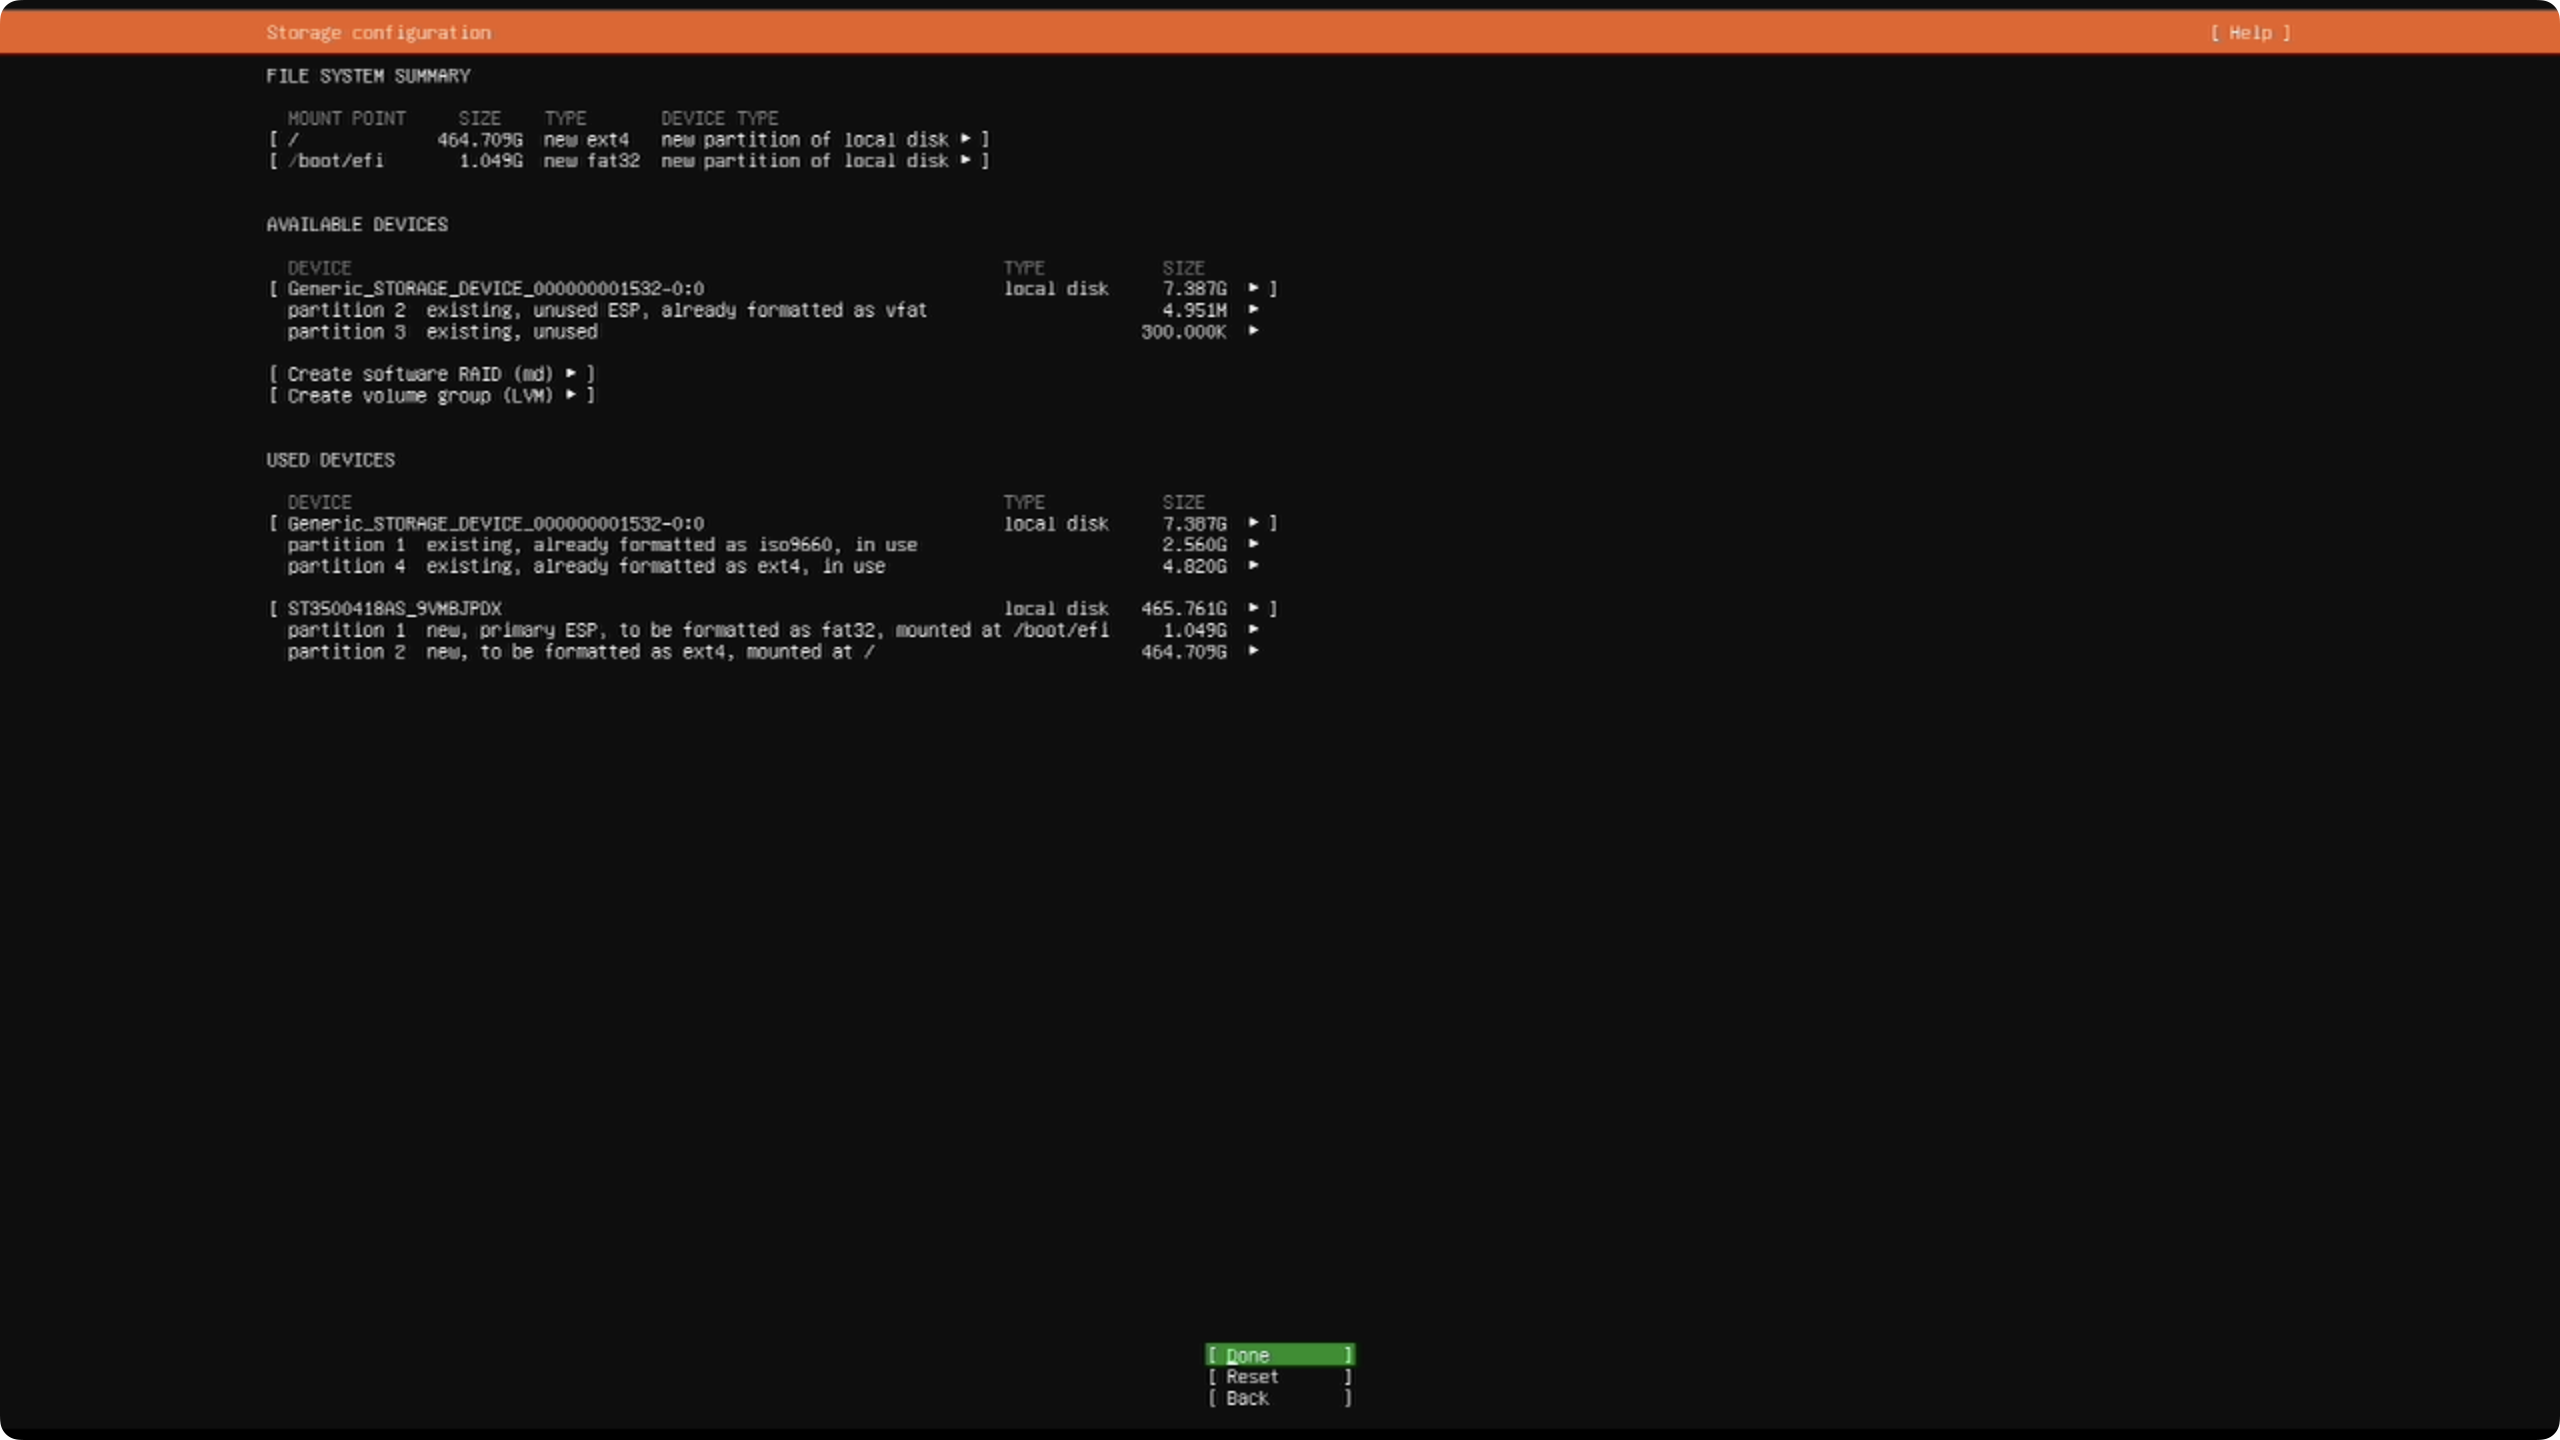 Storage configuration [ Help ]
FILE SYSTEM SUMMARY
MOUNT POINT SIZE TYPE DEVICE TYPE
[ / 464.709G new ext4 new partition of local disk ▸ ]
[ /boot/efi 1.049G new fat32 new partition of local disk ▸ ]
AVAILABLE DEVICES
DEVICE TYPE SIZE
[ Generic_STORAGE_DEVICE_000000001532-0:0 local disk 7.387G ▸ ]
partition 2 existing, unused ESP, already formatted as vfat 4.951M ▸
partition 3 existing, unused 300.000K ▸
[ Create software RAID (md) ▸ ]
[ Create volume group (LVM) ▸ ]
USED DEVICES
DEVICE TYPE SIZE
[ Generic_STORAGE_DEVICE_000000001532-0:0 local disk 7.387G ▸ ]
partition 1 existing, already formatted as iso9660, in use 2.560G ▸
partition 4 existing, already formatted as ext4, in use 4.820G ▸
[ ST3500418AS_9VMBJPDX local disk 465.761G ▸ ]
partition 1 new, primary ESP, to be formatted as fat32, mounted at /boot/efi 1.049G ▸
partition 2 new, to be formatted as ext4, mounted at / 464.709G ▸
[ Done ]
[ Reset ]
[ Back ]